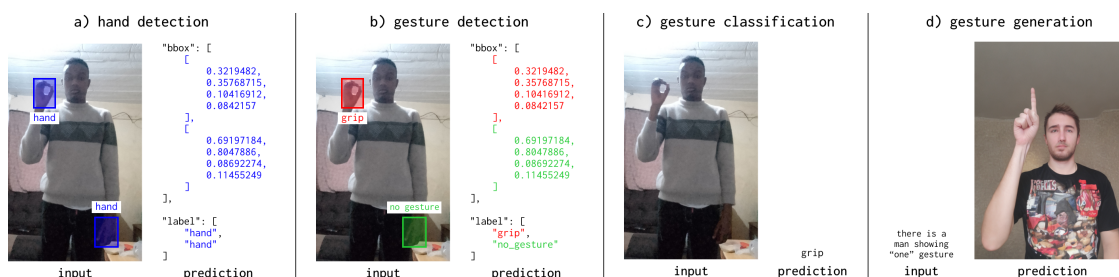 a) hand detection
hand
hand
"bbox": [
[
0.3219482,
0.35768715,
0.10416912,
0.0842157
],
[
0.69197184,
0.8047886,
0.08692274,
0.11455249
]
],
"label": [
"hand",
"hand"
]
input
prediction
b) gesture detection
grip
no gesture
"bbox": [
[
0.3219482,
0.35768715,
0.10416912,
0.0842157
],
[
0.69197184,
0.8047886,
0.08692274,
0.11455249
]
],
"label": [
"grip",
"no_gesture"
]
input
prediction
c) gesture classification
grip
input
prediction
d) gesture generation
there is a
man showing
“one” gesture
input
prediction